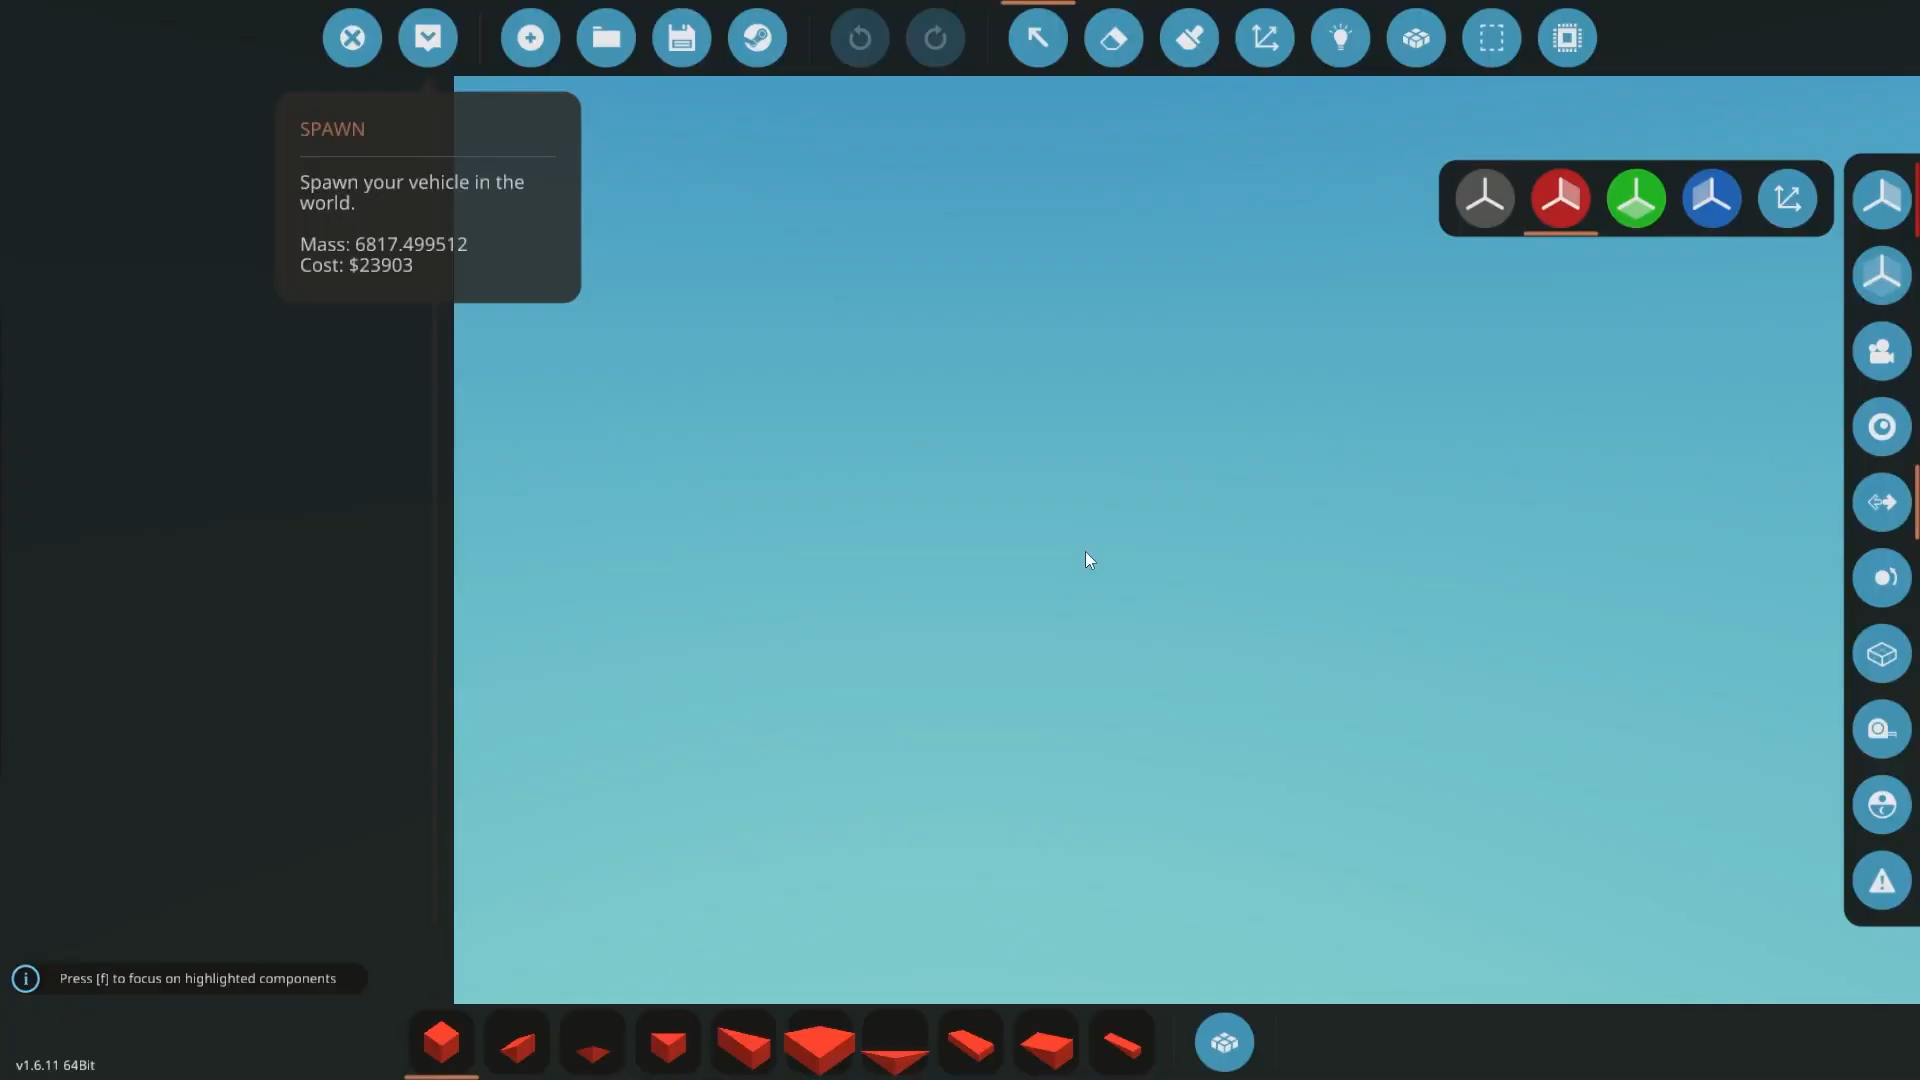 SPAWN
Spawn your vehicle in the
world.
Mass: 6817.499512
Cost: $23903
Press [f] to focus on highlighted components
v1.6.11 64Bit